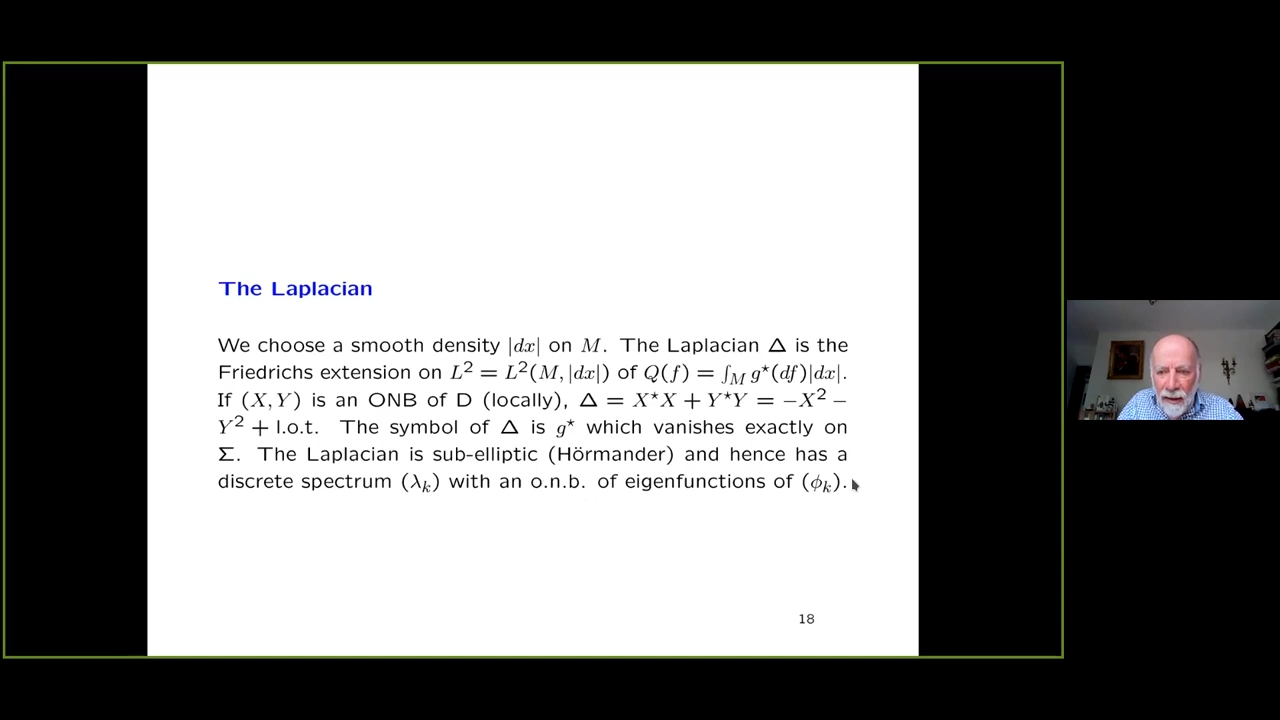 The Laplacian
We choose a smooth density |dx| on M. The Laplacian Δ is the
Friedrichs extension on L² = L²(M, |dx|) of Q(f) = ∫_M g⋆(df)|dx|.
If (X, Y) is an ONB of D (locally), Δ = X⋆X + Y⋆Y = −X² −
Y² + l.o.t. The symbol of Δ is g⋆ which vanishes exactly on
Σ. The Laplacian is sub-elliptic (Hörmander) and hence has a
discrete spectrum (λ_k) with an o.n.b. of eigenfunctions of (ϕ_k).
18